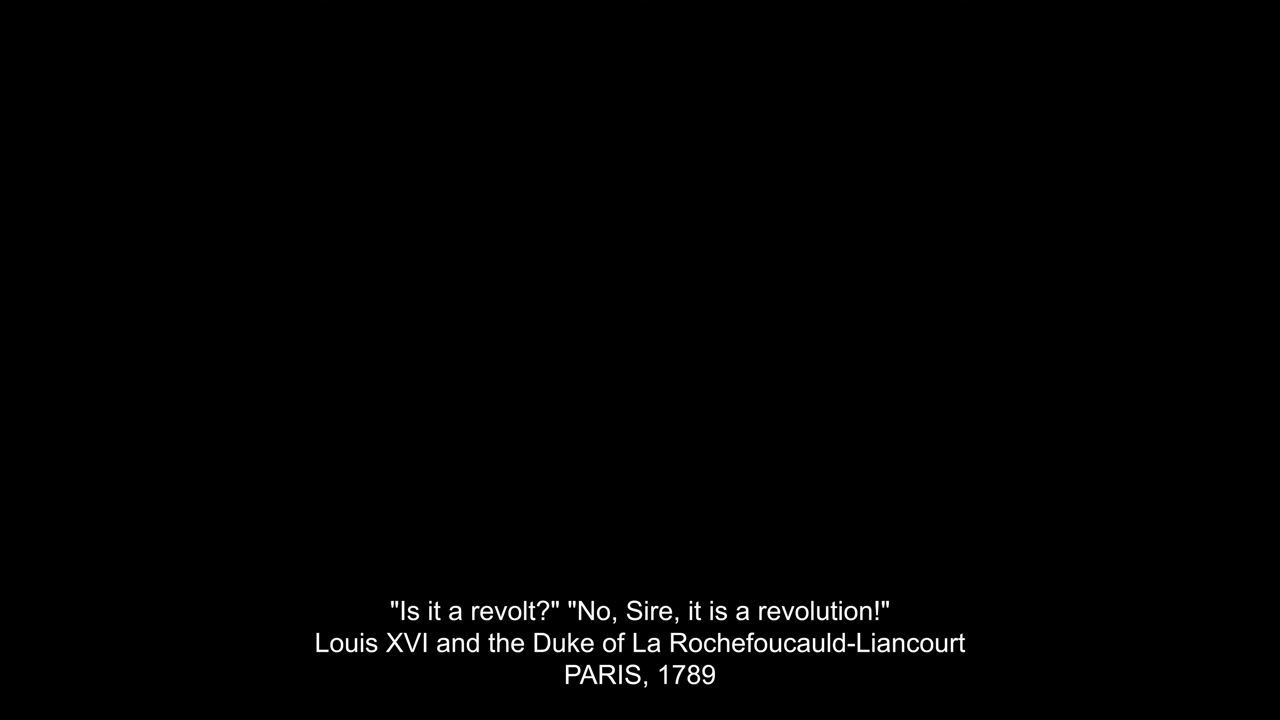 "Is it a revolt?" "No, Sire, it is a revolution!"
Louis XVI and the Duke of La Rochefoucauld-Liancourt
PARIS, 1789